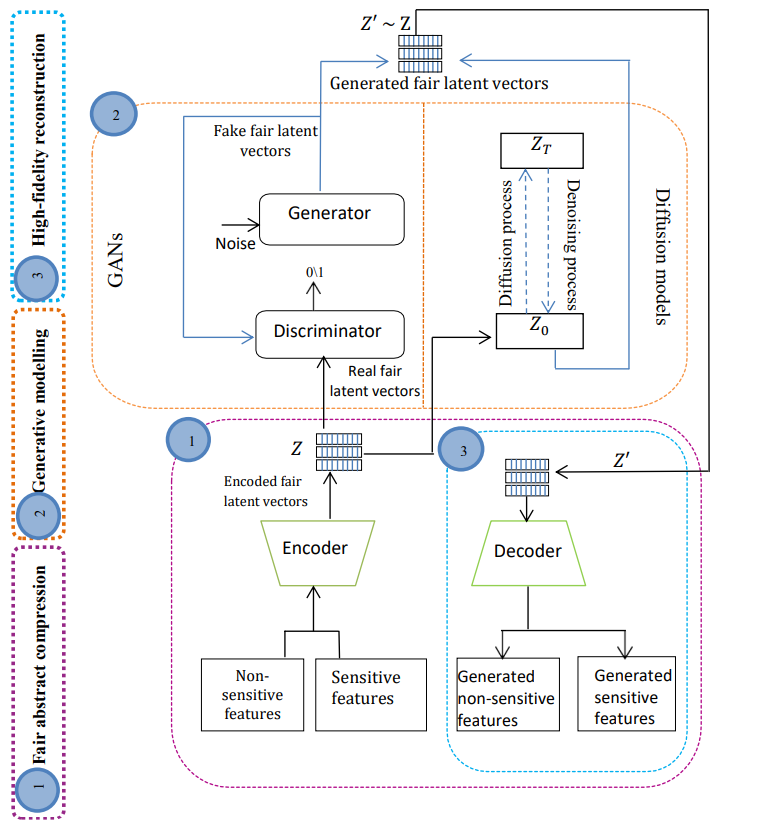 Z′ ~ Z
Generated fair latent vectors
High-fidelity reconstruction
3
Generative modelling
2
Fair abstract compression
1
2
GANs
Fake fair latent
vectors
Generator
Noise
0\1
Discriminator
Real fair
latent vectors
Z_T
Diffusion process
Denoising process
Z_0
Diffusion models
1
Z
Encoded fair
latent vectors
Encoder
Non-
sensitive
features
Sensitive
features
3
Z′
Decoder
Generated
non-sensitive
features
Generated
sensitive
features